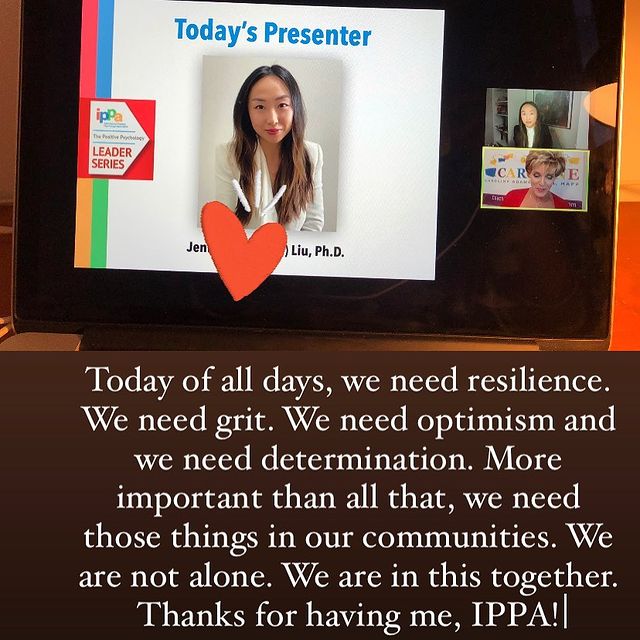 Today's Presenter
ippa
The Positive Psychology
LEADER
SERIES
Jen
) Liu, Ph.D.
CAR
E
Today of all days, we need resilience.
We need grit. We need optimism and
we need determination. More
important than all that, we need
those things in our communities. We
are not alone. We are in this together.
Thanks for having me, IPPA!